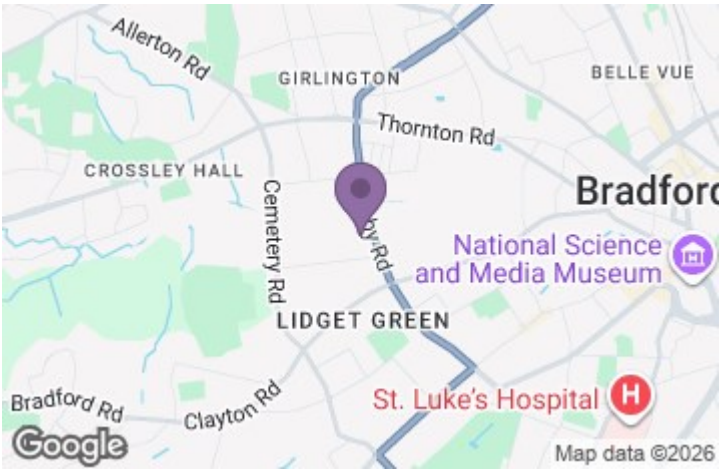 Allerton Rd
GIRLINGTON
BELLE VUE
Thornton Rd
CROSSLEY HALL
Cemetery Rd
Bradford
National Science
and Media Museum
LIDGET GREEN
Bradford Rd
Clayton Rd
St. Luke's Hospital
H
Google
Map data ©2026